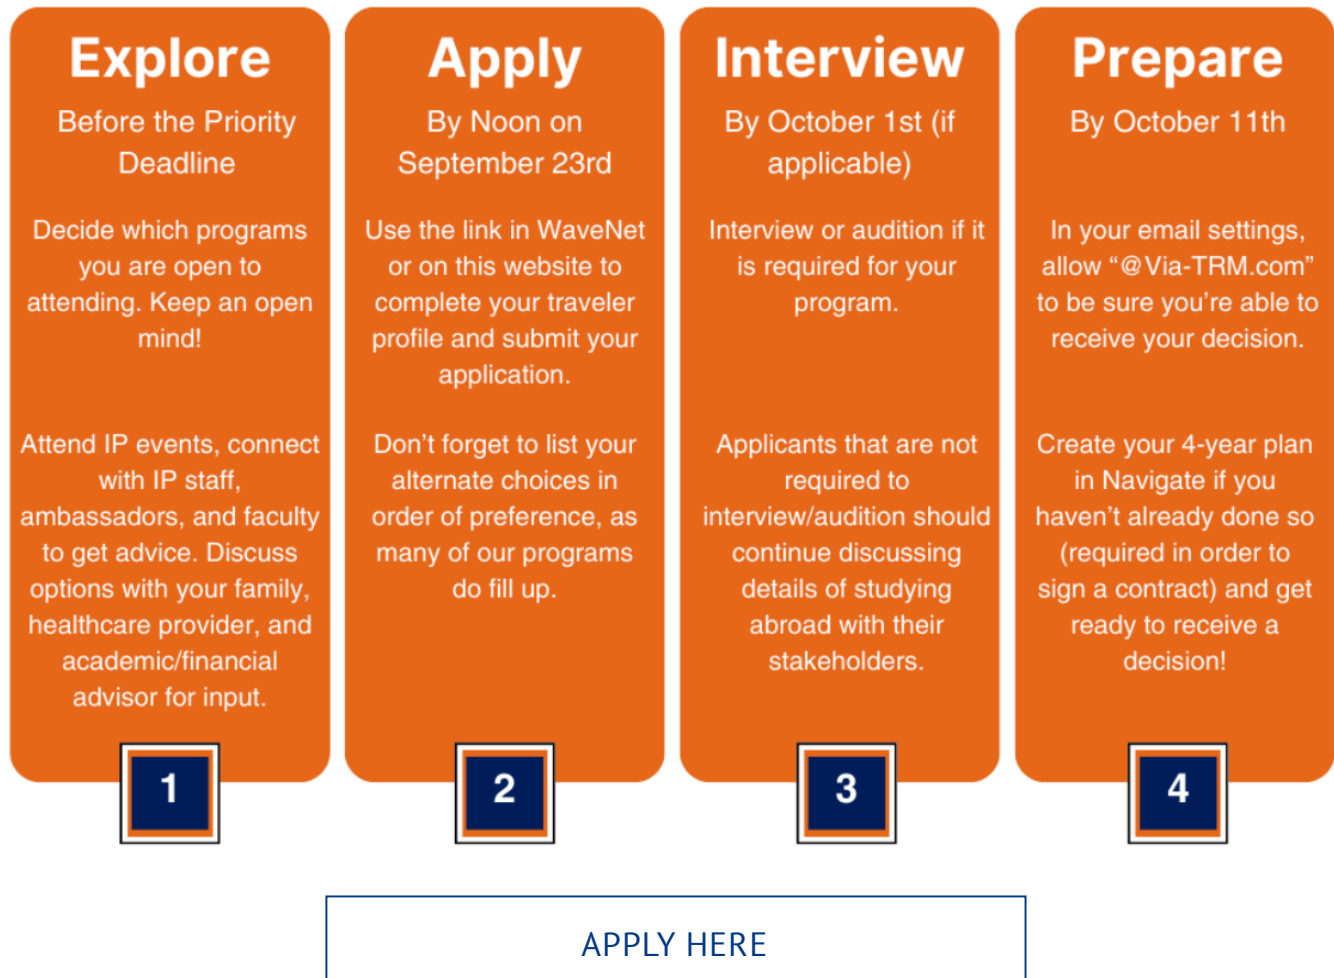 Explore
Before the Priority
Deadline
Decide which programs
you are open to
attending. Keep an open
mind!
Attend IP events, connect
with IP staff,
ambassadors, and faculty
to get advice. Discuss
options with your family,
healthcare provider, and
academic/financial
advisor for input.
1
Apply
By Noon on
September 23rd
Use the link in WaveNet
or on this website to
complete your traveler
profile and submit your
application.
Don't forget to list your
alternate choices in
order of preference, as
many of our programs
do fill up.
2
Interview
By October 1st (if
applicable)
Interview or audition if it
is required for your
program.
Applicants that are not
required to
interview/audition should
continue discussing
details of studying
abroad with their
stakeholders.
3
Prepare
By October 11th
In your email settings,
allow “@Via-TRM.com”
to be sure you’re able to
receive your decision.
Create your 4-year plan
in Navigate if you
haven’t already done so
(required in order to
sign a contract) and get
ready to receive a
decision!
4
APPLY HERE